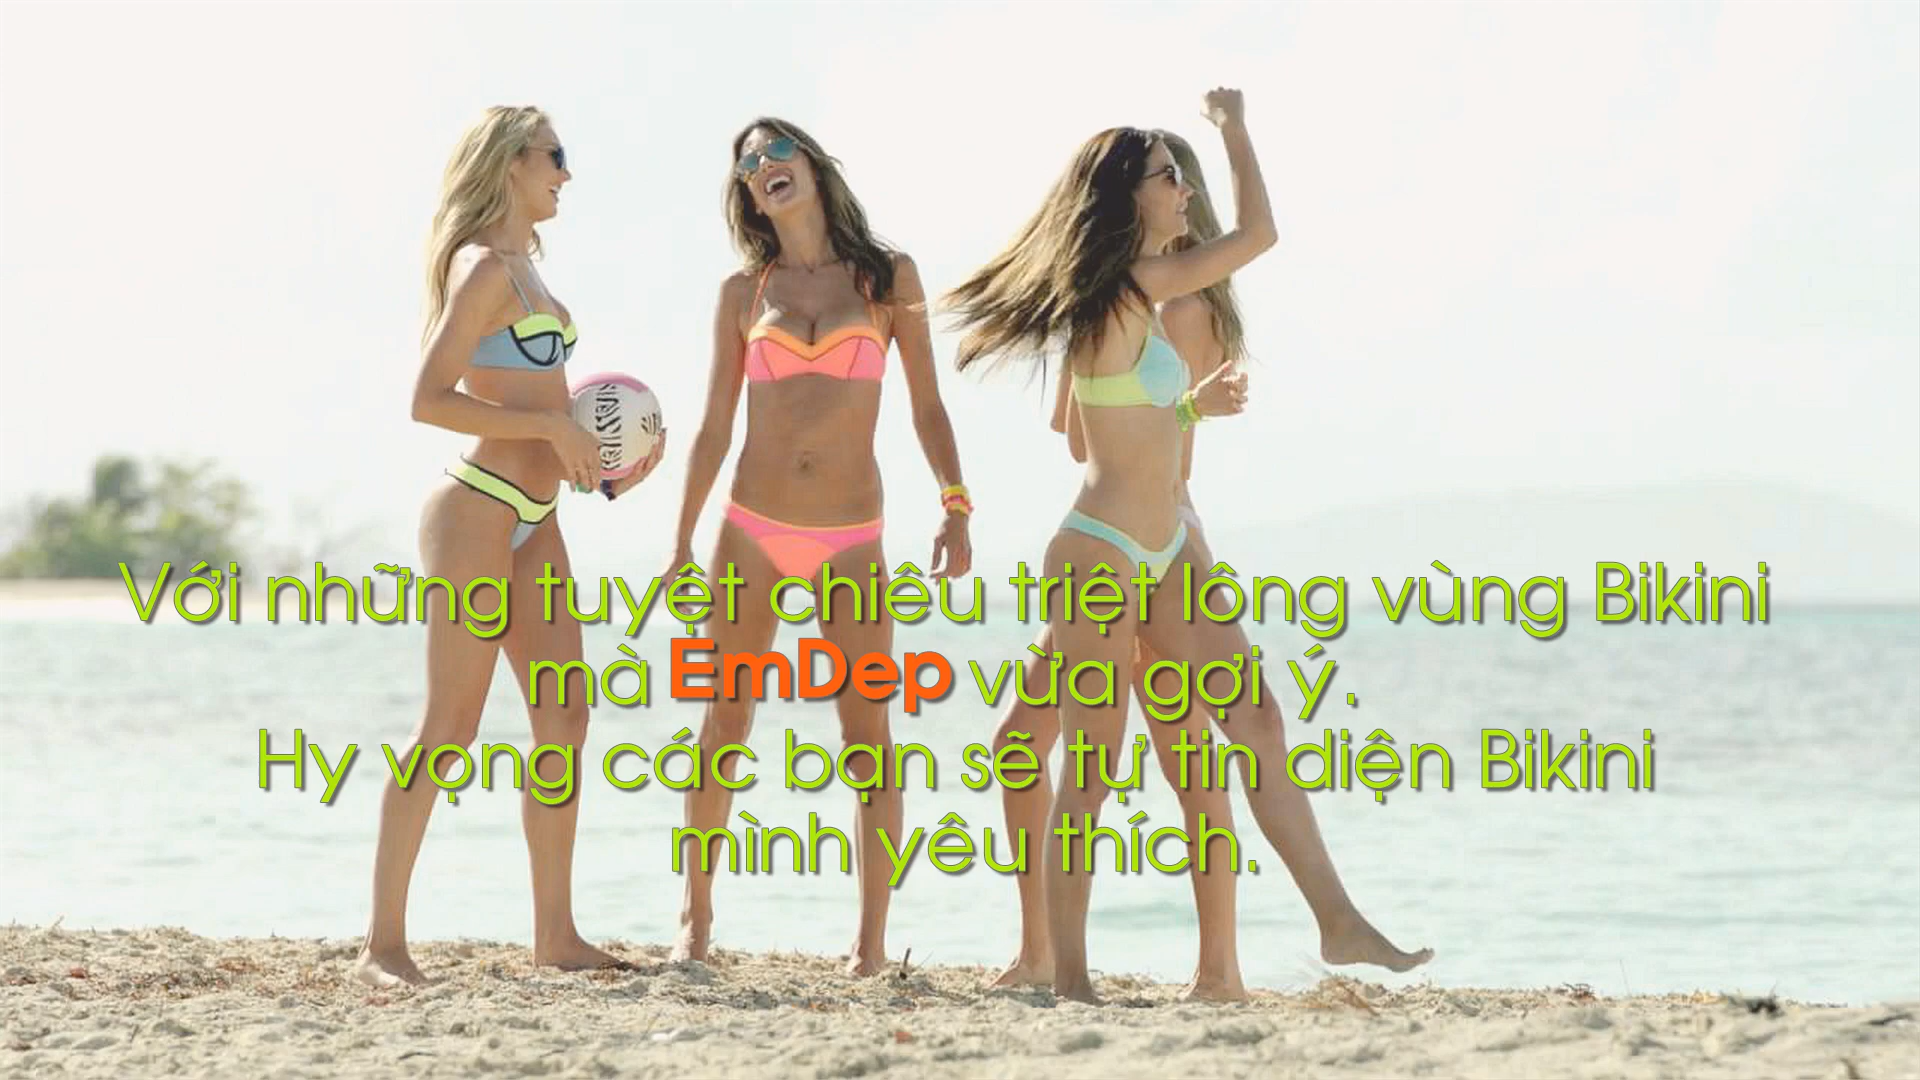 Với những tuyệt chiêu triệt lông vùng Bikini
mà EmDep vừa gợi ý.
Hy vọng các bạn sẽ tự tin diện Bikini
mình yêu thích.